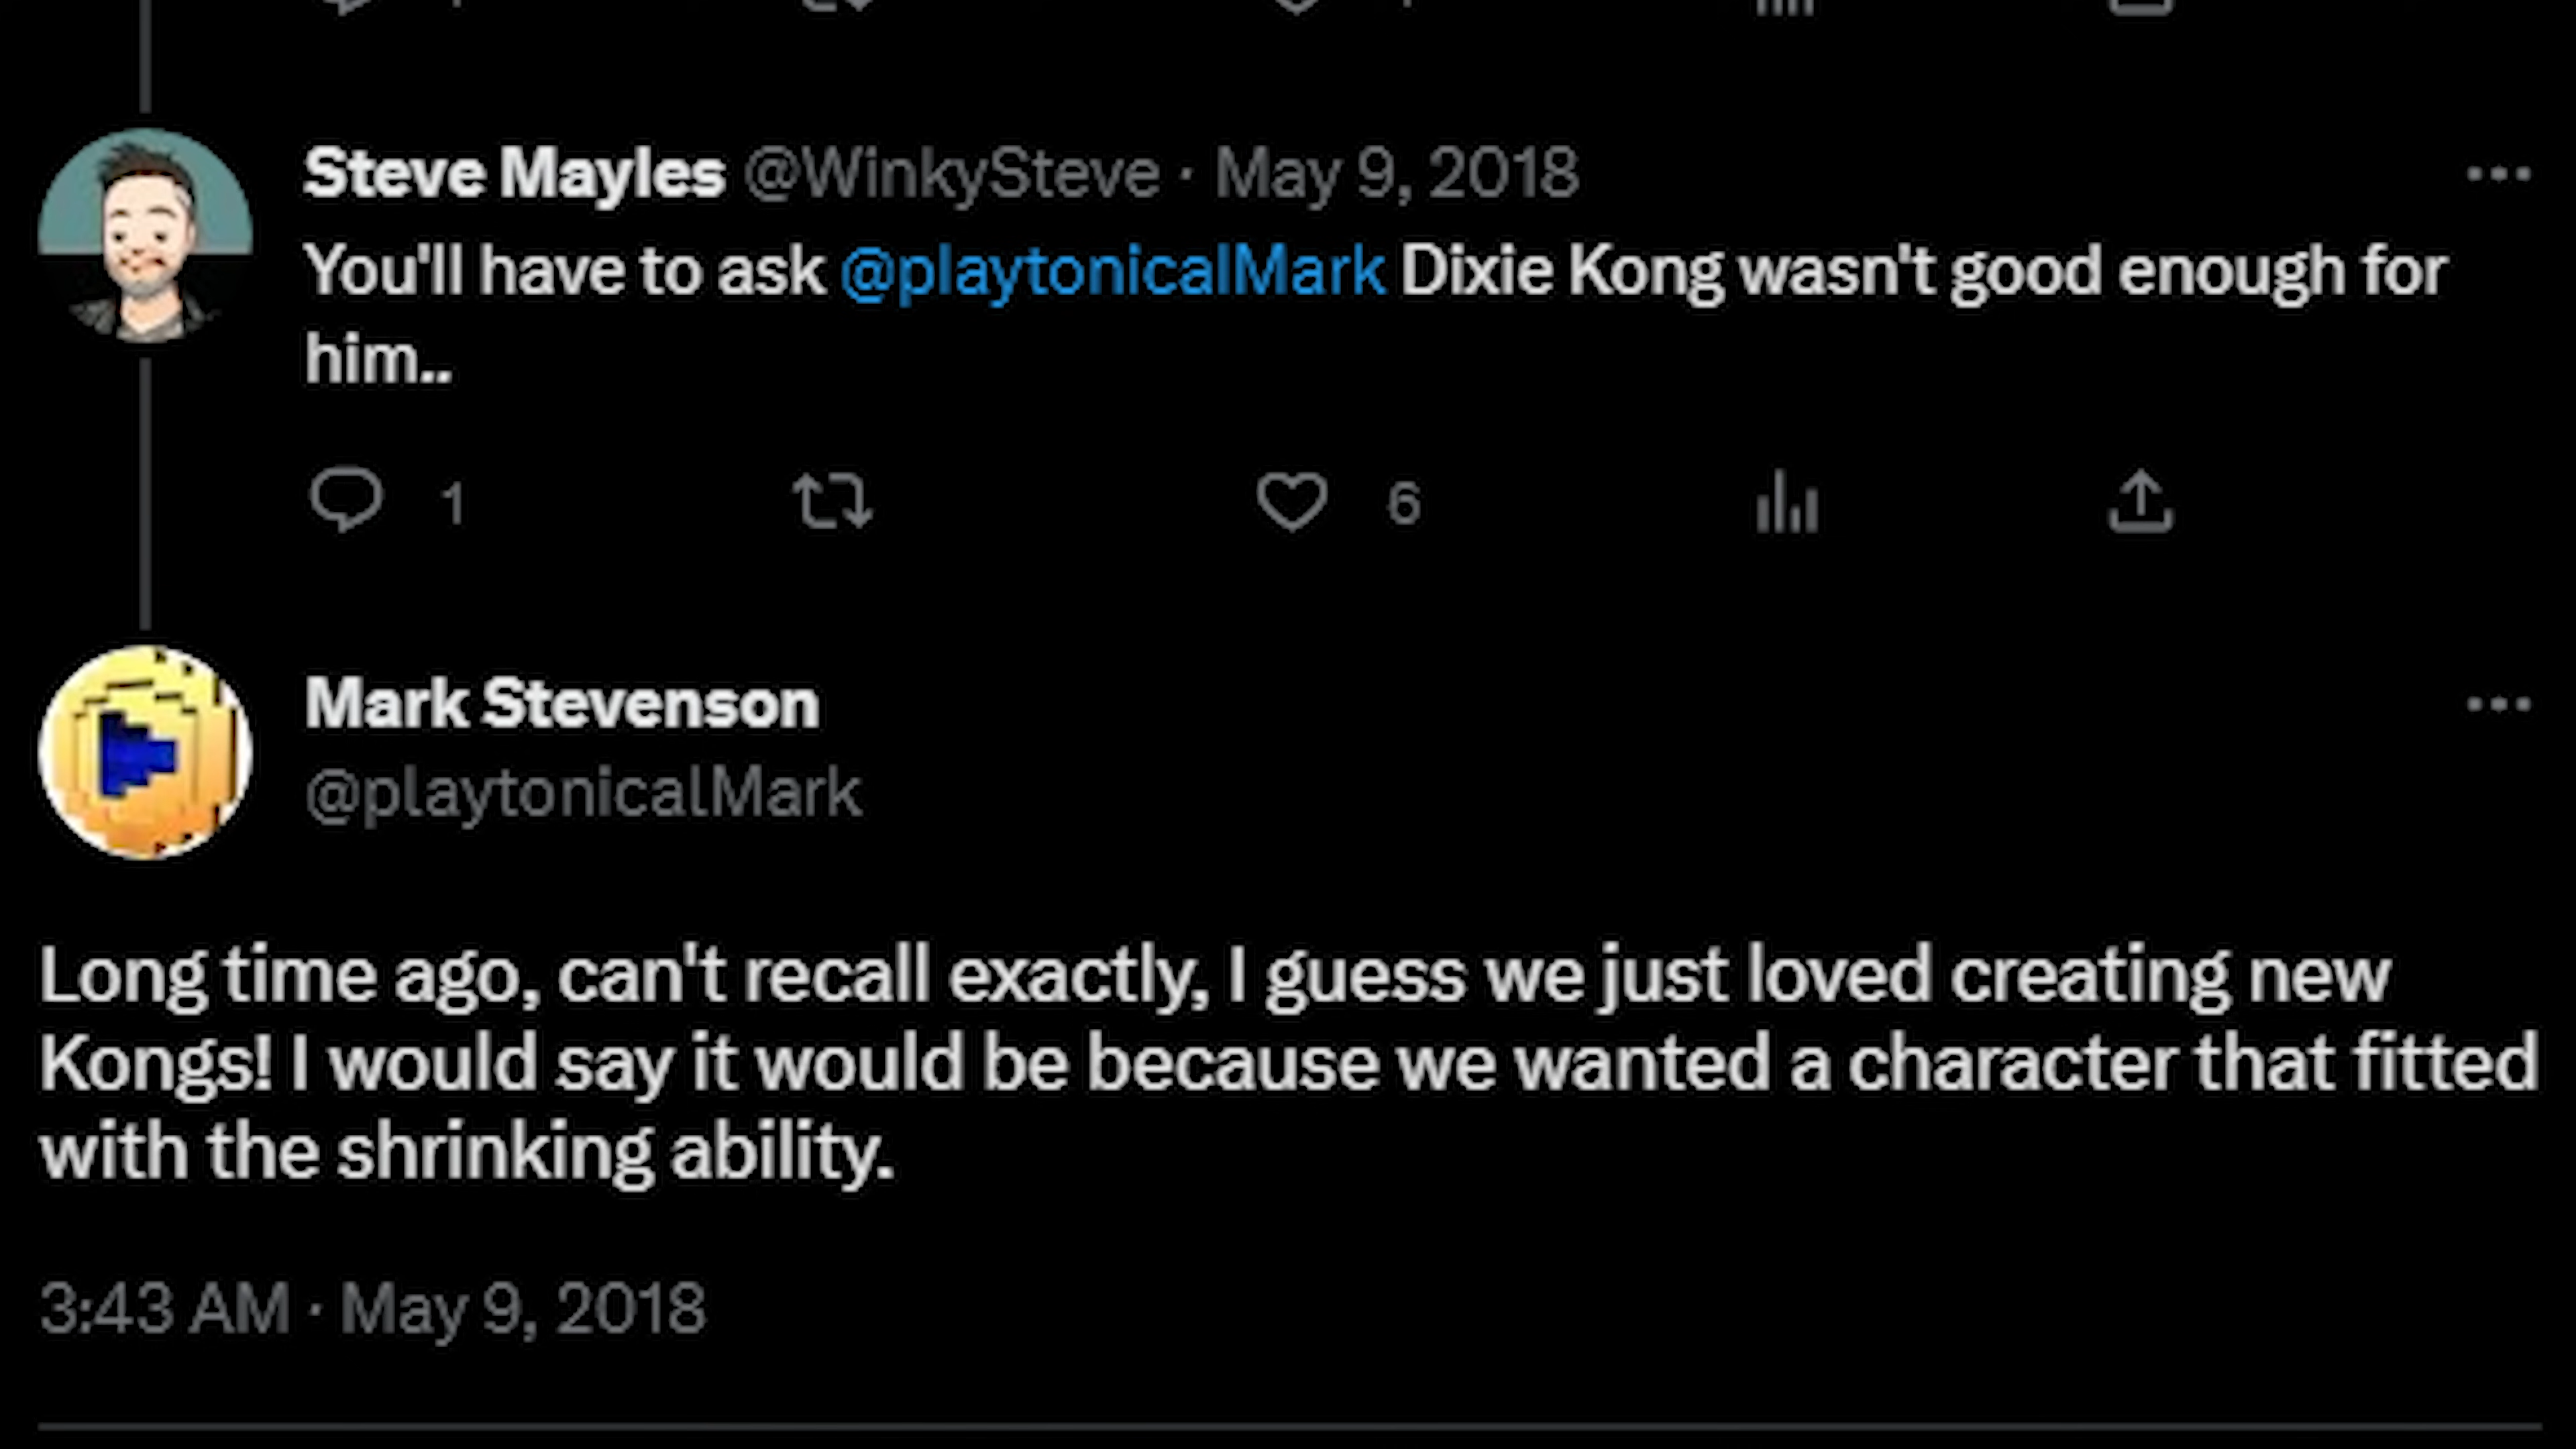 Steve Mayles @WinkySteve · May 9, 2018
You'll have to ask @playtonicalMark Dixie Kong wasn't good enough for
him..
1 6
Mark Stevenson
@playtonicalMark
Long time ago, can't recall exactly, I guess we just loved creating new
Kongs! I would say it would be because we wanted a character that fitted
with the shrinking ability.
3:43 AM · May 9, 2018